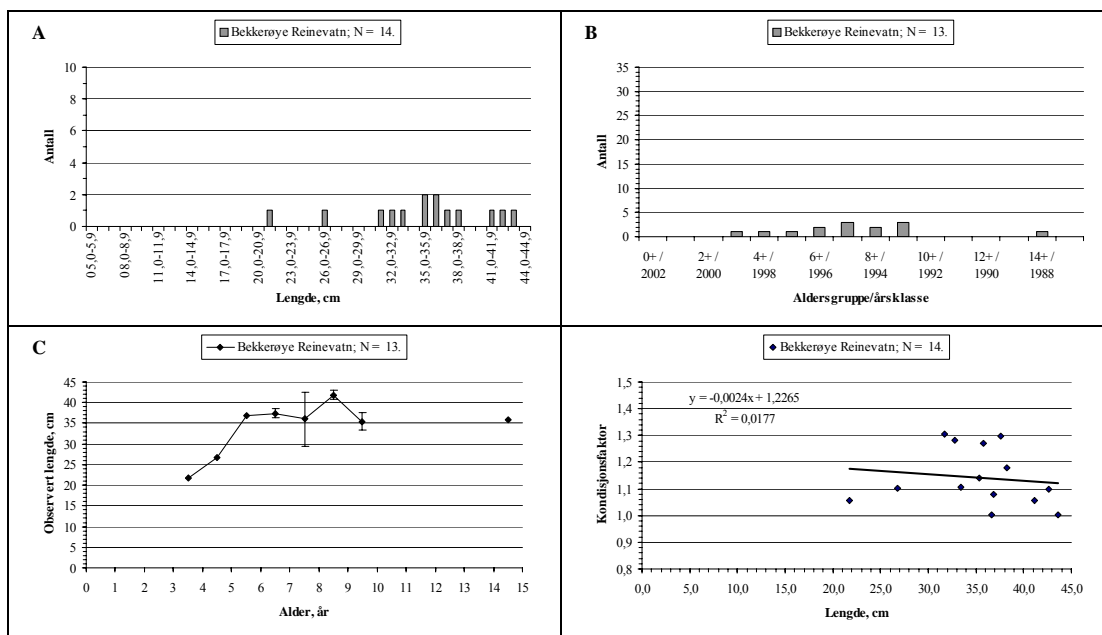 A
Bekkerøye Reinevatn; N = 14.
10
8
6
4
2
0
Antall
05,0-5,9
08,0-8,9
11,0-11,9
14,0-14,9
17,0-17,9
20,0-20,9
23,0-23,9
26,0-26,9
29,0-29,9
32,0-32,9
35,0-35,9
38,0-38,9
41,0-41,9
44,0-44,9
Lengde, cm
B
Bekkerøye Reinevatn; N = 13.
35
30
25
20
15
10
5
0
Antall
0+ / 2+ / 4+ / 6+ / 8+ / 10+ / 12+ / 14+ /
2002 2000 1998 1996 1994 1992 1990 1988
Aldersgruppe/årsklasse
C
Bekkerøye Reinevatn; N = 13.
45
40
35
30
25
20
15
10
5
0
Observert lengde, cm
0 1 2 3 4 5 6 7 8 9 10 11 12 13 14 15
Alder, år
Bekkerøye Reinevatn; N = 14.
1,5
1,4
1,3
1,2
1,1
1,0
0,9
0,8
Kondisjonsfaktor
y = -0,0024x + 1,2265
R² = 0,0177
0,0 5,0 10,0 15,0 20,0 25,0 30,0 35,0 40,0 45,0
Lengde, cm